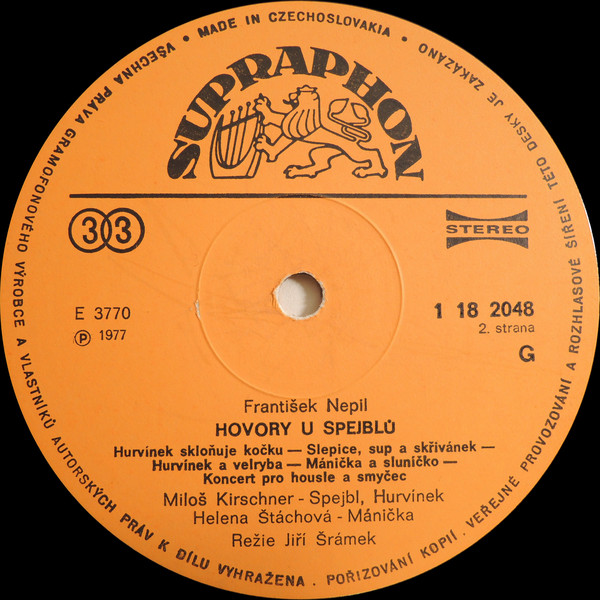 • MADE IN CZECHOSLOVAKIA •
VŠECHNA PRÁVA GRAMOFONOVÉHO VÝROBCE A VLASTNÍKŮ AUTORSKÝCH PRÁV K DÍLU VYHRAŽENA . POŘIZOVÁNÍ KOPIÍ . VEŘEJNÉ PROVOZOVÁNÍ A ROZHLASOVÉ ŠÍŘENÍ TÉTO DESKY JE ZAKÁZÁNO
SUPRAPHON
33
STEREO
E 3770
℗ 1977
1 18 2048
2. strana
G
František Nepil
HOVORY U SPEJBLŮ
Hurvínek skloňuje kočku — Slepice, sup a skřivánek —
Hurvínek a velryba — Mánička a sluníčko —
Koncert pro housle a smyčec
Miloš Kirschner - Spejbl, Hurvínek
Helena Štáchová - Mánička
Režie Jiří Šrámek